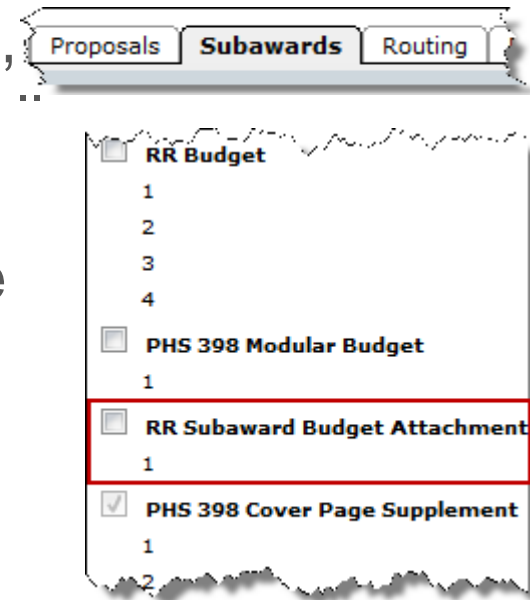 Proposals Subawards Routing
RR Budget
1
2
3
4
PHS 398 Modular Budget
1
RR Subaward Budget Attachment
1
PHS 398 Cover Page Supplement
1
2